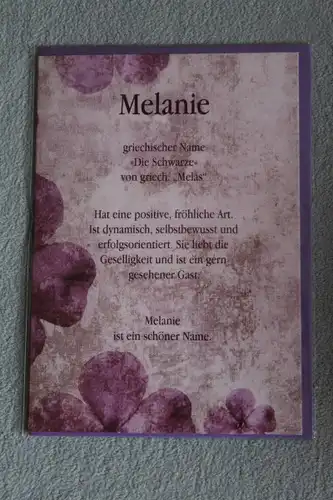 Melanie
griechischer Name
»Die Schwarze«
von griech. „Melas“
Hat eine positive, fröhliche Art.
Ist dynamisch, selbstbewusst und
erfolgsorientiert. Sie liebt die
Geselligkeit und ist ein gern
gesehener Gast.
Melanie
ist ein schöner Name.